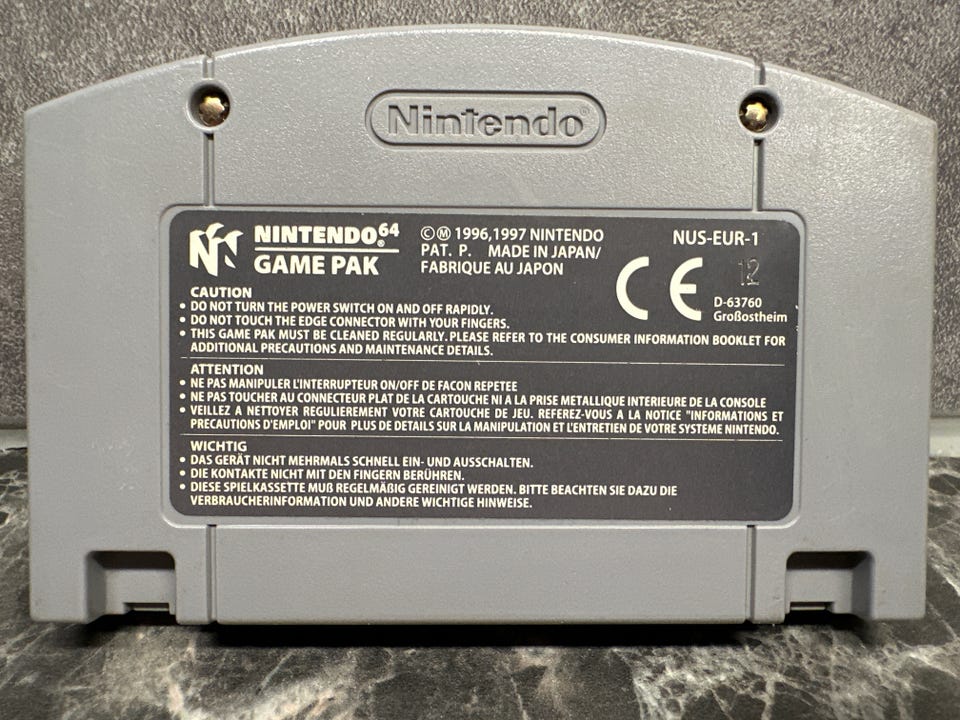 Nintendo®
NINTENDO64®
GAME PAK
©Ⓜ 1996,1997 NINTENDO
PAT. P. MADE IN JAPAN/
FABRIQUE AU JAPON
NUS-EUR-1
CE
12
D-63760
Großostheim
CAUTION
• DO NOT TURN THE POWER SWITCH ON AND OFF RAPIDLY.
• DO NOT TOUCH THE EDGE CONNECTOR WITH YOUR FINGERS.
• THIS GAME PAK MUST BE CLEANED REGULARLY. PLEASE REFER TO THE CONSUMER INFORMATION BOOKLET FOR
ADDITIONAL PRECAUTIONS AND MAINTENANCE DETAILS.
ATTENTION
• NE PAS MANIPULER L'INTERRUPTEUR ON/OFF DE FACON REPETEE
• NE PAS TOUCHER AU CONNECTEUR PLAT DE LA CARTOUCHE NI A LA PRISE METALLIQUE INTERIEURE DE LA CONSOLE
• VEILLEZ A NETTOYER REGULIEREMENT VOTRE CARTOUCHE DE JEU. REFEREZ-VOUS A LA NOTICE "INFORMATIONS ET
PRECAUTIONS D'EMPLOI" POUR PLUS DE DETAILS SUR LA MANIPULATION ET L'ENTRETIEN DE VOTRE SYSTEME NINTENDO.
WICHTIG
• DAS GERÄT NICHT MEHRMALS SCHNELL EIN- UND AUSSCHALTEN.
• DIE KONTAKTE NICHT MIT DEN FINGERN BERÜHREN.
• DIESE SPIELKASSETTE MUß REGELMÄßIG GEREINIGT WERDEN. BITTE BEACHTEN SIE DAZU DIE
VERBRAUCHERINFORMATION UND ANDERE WICHTIGE HINWEISE.